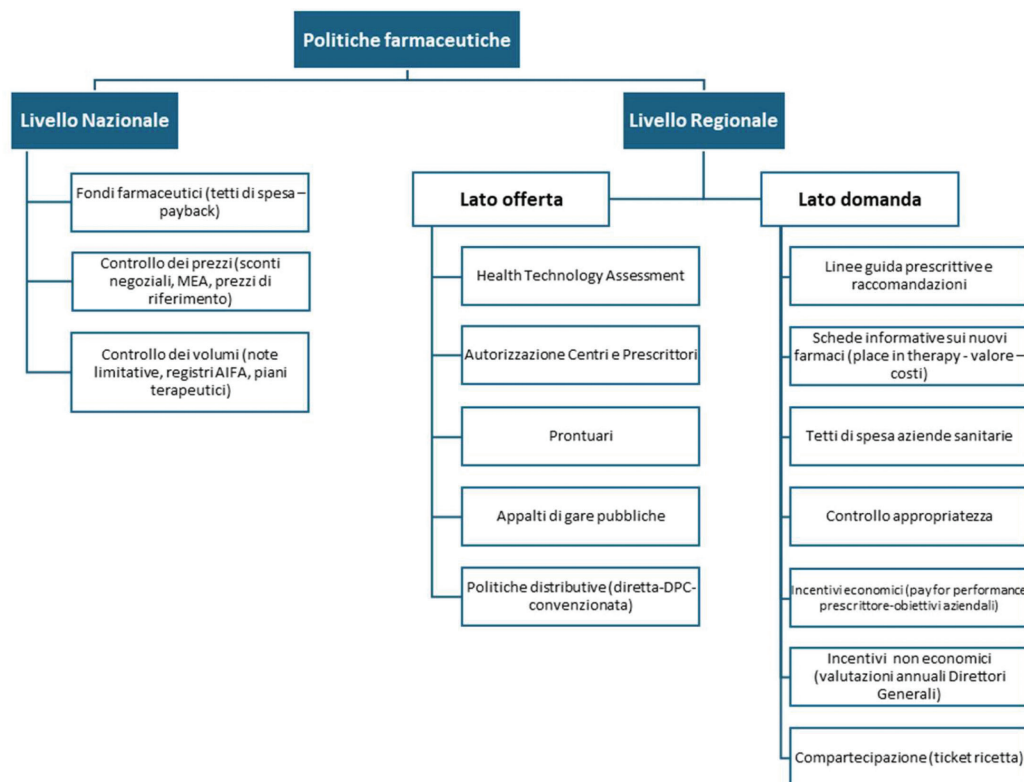 Politiche farmaceutiche
Livello Nazionale
Fondi farmaceutici (tetti di spesa –
payback)
Controllo dei prezzi (sconti
negoziali, MEA, prezzi di
riferimento)
Controllo dei volumi (note
limitative, registri AIFA, piani
terapeutici)
Livello Regionale
Lato offerta
Health Technology Assessment
Autorizzazione Centri e Prescrittori
Prontuari
Appalti di gare pubbliche
Politiche distributive (diretta-DPC-
convenzionata)
Lato domanda
Linee guida prescrittive e
raccomandazioni
Schede informative sui nuovi
farmaci (place in therapy - valore –
costi)
Tetti di spesa aziende sanitarie
Controllo appropriatezza
Incentivi economici (pay for performance
prescrittore-obiettivi aziendali)
Incentivi non economici
(valutazioni annuali Direttori
Generali)
Compartecipazione (ticket ricetta)